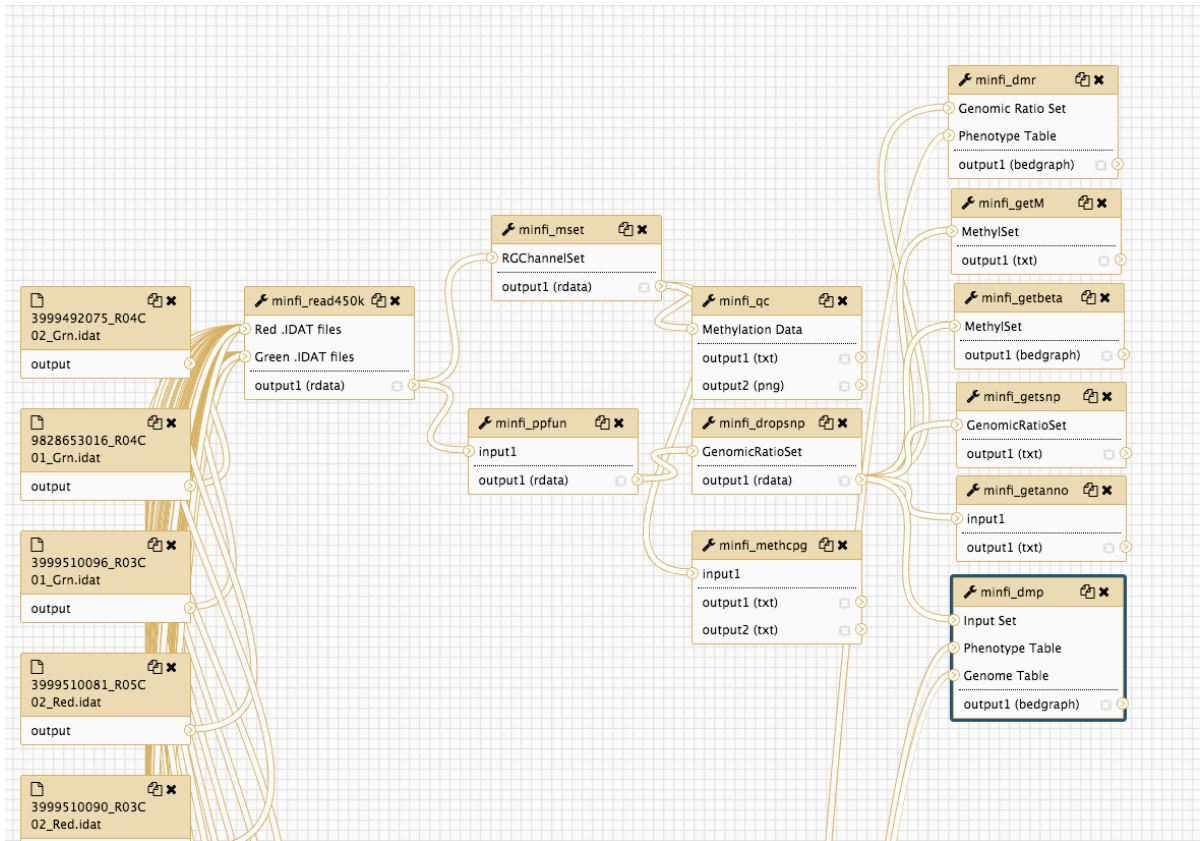 3999492075_R04C
02_Grn.idat
output
9828653016_R04C
01_Grn.idat
output
3999510096_R03C
01_Grn.idat
output
3999510081_R05C
02_Red.idat
output
3999510090_R03C
02_Red.idat
minfi_read450k
Red .IDAT files
Green .IDAT files
output1 (rdata)
minfi_mset
RGChannelSet
output1 (rdata)
minfi_ppfun
input1
output1 (rdata)
minfi_qc
Methylation Data
output1 (txt)
output2 (png)
minfi_dropsnp
GenomicRatioSet
output1 (rdata)
minfi_methcpg
input1
output1 (txt)
output2 (txt)
minfi_dmr
Genomic Ratio Set
Phenotype Table
output1 (bedgraph)
minfi_getM
MethylSet
output1 (txt)
minfi_getbeta
MethylSet
output1 (bedgraph)
minfi_getsnp
GenomicRatioSet
output1 (txt)
minfi_getanno
input1
output1 (txt)
minfi_dmp
Input Set
Phenotype Table
Genome Table
output1 (bedgraph)